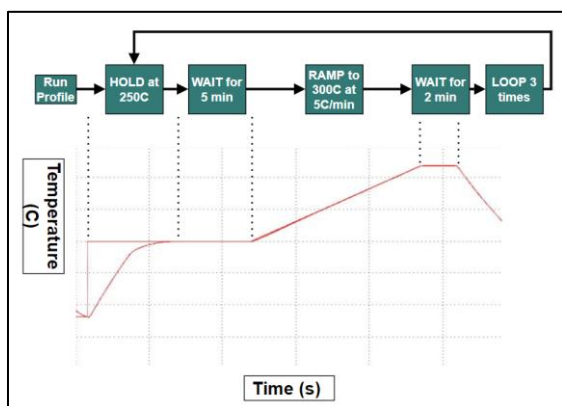 Run
Profile
HOLD at
250C
WAIT for
5 min
RAMP to
300C at
5C/min
WAIT for
2 min
LOOP 3
times
Temperature
(C)
Time (s)